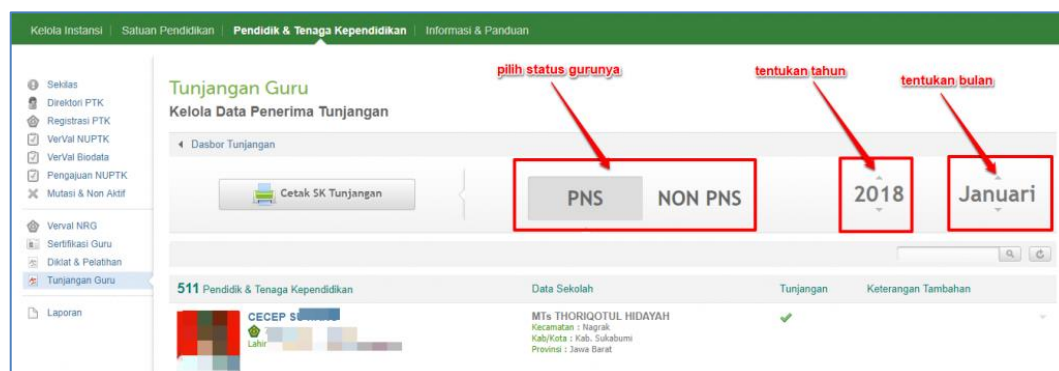 Kelola Instansi | Satuan Pendidikan | Pendidik & Tenaga Kependidikan | Informasi & Panduan
pilih status gurunya
tentukan tahun
tentukan bulan
Sekilas
Direktori PTK
Registrasi PTK
VerVal NUPTK
VerVal Biodata
Pengajuan NUPTK
Mutasi & Non Aktif
Verval NRG
Sertifikasi Guru
Diklat & Pelatihan
Tunjangan Guru
Laporan
Tunjangan Guru
Kelola Data Penerima Tunjangan
Dasbor Tunjangan
Cetak SK Tunjangan
PNS
NON PNS
2018
Januari
511 Pendidik & Tenaga Kependidikan
Data Sekolah
Tunjangan
Keterangan Tambahan
CECEP
Lahir
MTs THORIQOTUL HIDAYAH
Kecamatan : Nagrak
Kab/Kota : Kab. Sukabumi
Provinsi : Jawa Barat